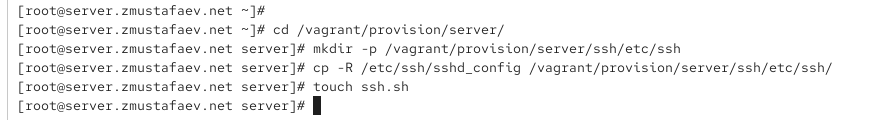 [root@server.zmustafaev.net ~]#
[root@server.zmustafaev.net ~]# cd /vagrant/provision/server/
[root@server.zmustafaev.net server]# mkdir -p /vagrant/provision/server/ssh/etc/ssh
[root@server.zmustafaev.net server]# cp -R /etc/ssh/sshd_config /vagrant/provision/server/ssh/etc/ssh/
[root@server.zmustafaev.net server]# touch ssh.sh
[root@server.zmustafaev.net server]#